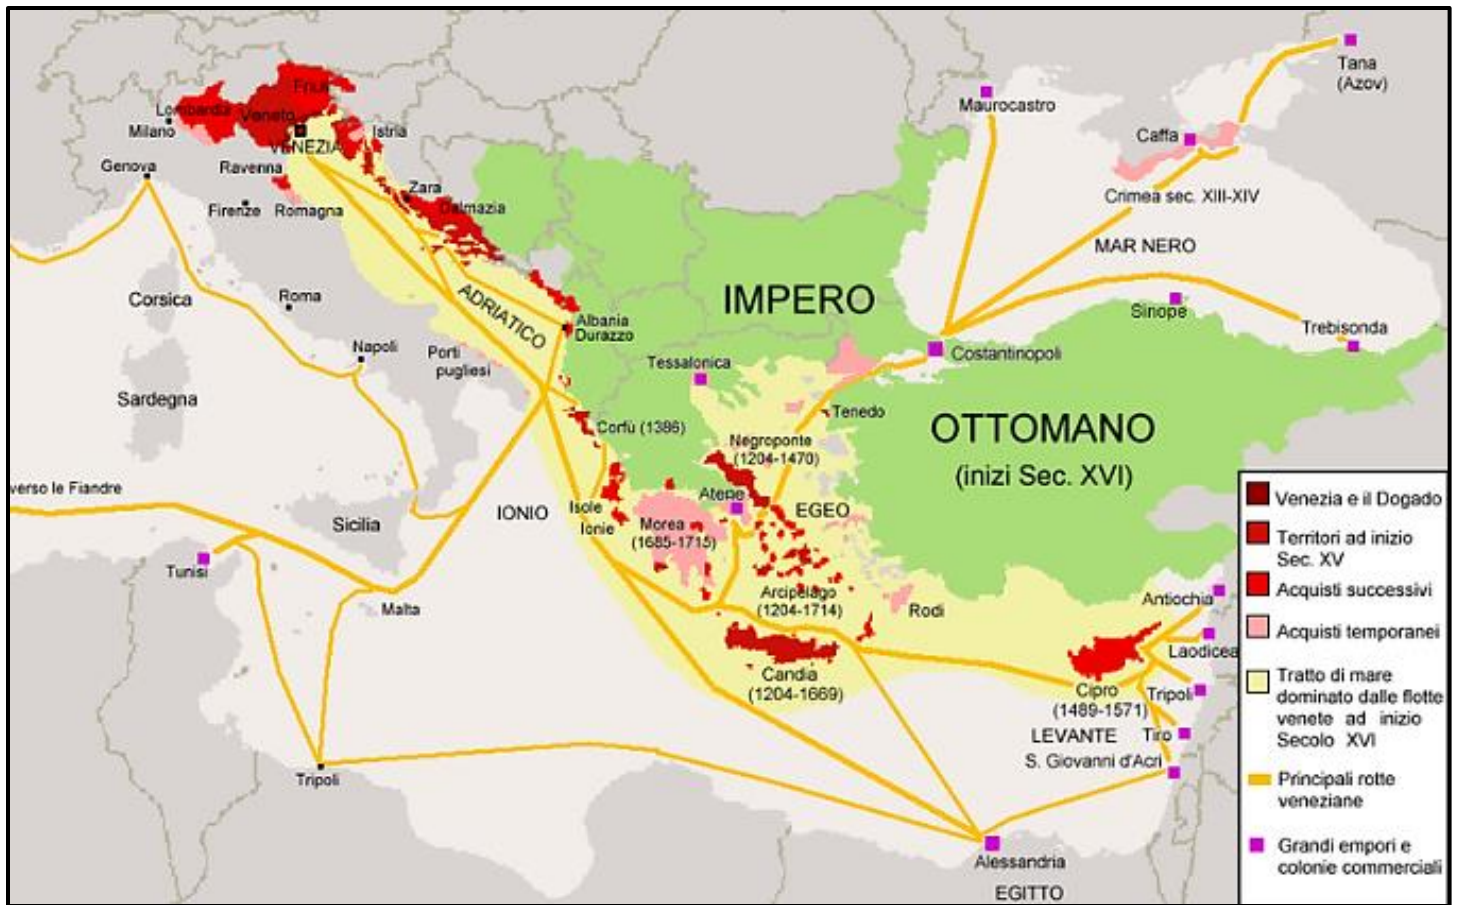 Tana
(Azov)
Maurocastro
Caffa
Crimea sec. XIII-XIV
MAR NERO
Friuli
Lombardia
Veneto
Milano
VENEZIA
Istria
Genova
Ravenna
Zara
Firenze
Romagna
Dalmazia
Corsica
Roma
ADRIATICO
IMPERO
Sinope
Trebisonda
Albania
Durazzo
Napoli
Porti
pugliesi
Tessalonica
Costantinopoli
Sardegna
Tenedo
OTTOMANO
(inizi Sec. XVI)
Corfù (1386)
Negroponte
(1204-1470)
verso le Fiandre
Atene
EGEO
Isole
Ionie
IONIO
Sicilia
Morea
(1685-1715)
Tunisi
Malta
Arcipelago
(1204-1714)
Rodi
Antiochia
Laodicea
Candia
(1204-1669)
Cipro
(1489-1571)
Tripoli
LEVANTE
Tiro
S. Giovanni d'Acri
Tripoli
Alessandria
EGITTO
Venezia e il Dogado
Territori ad inizio
Sec. XV
Acquisti successivi
Acquisti temporanei
Tratto di mare
dominato dalle flotte
venete ad inizio
Secolo XVI
Principali rotte
veneziane
Grandi empori e
colonie commerciali